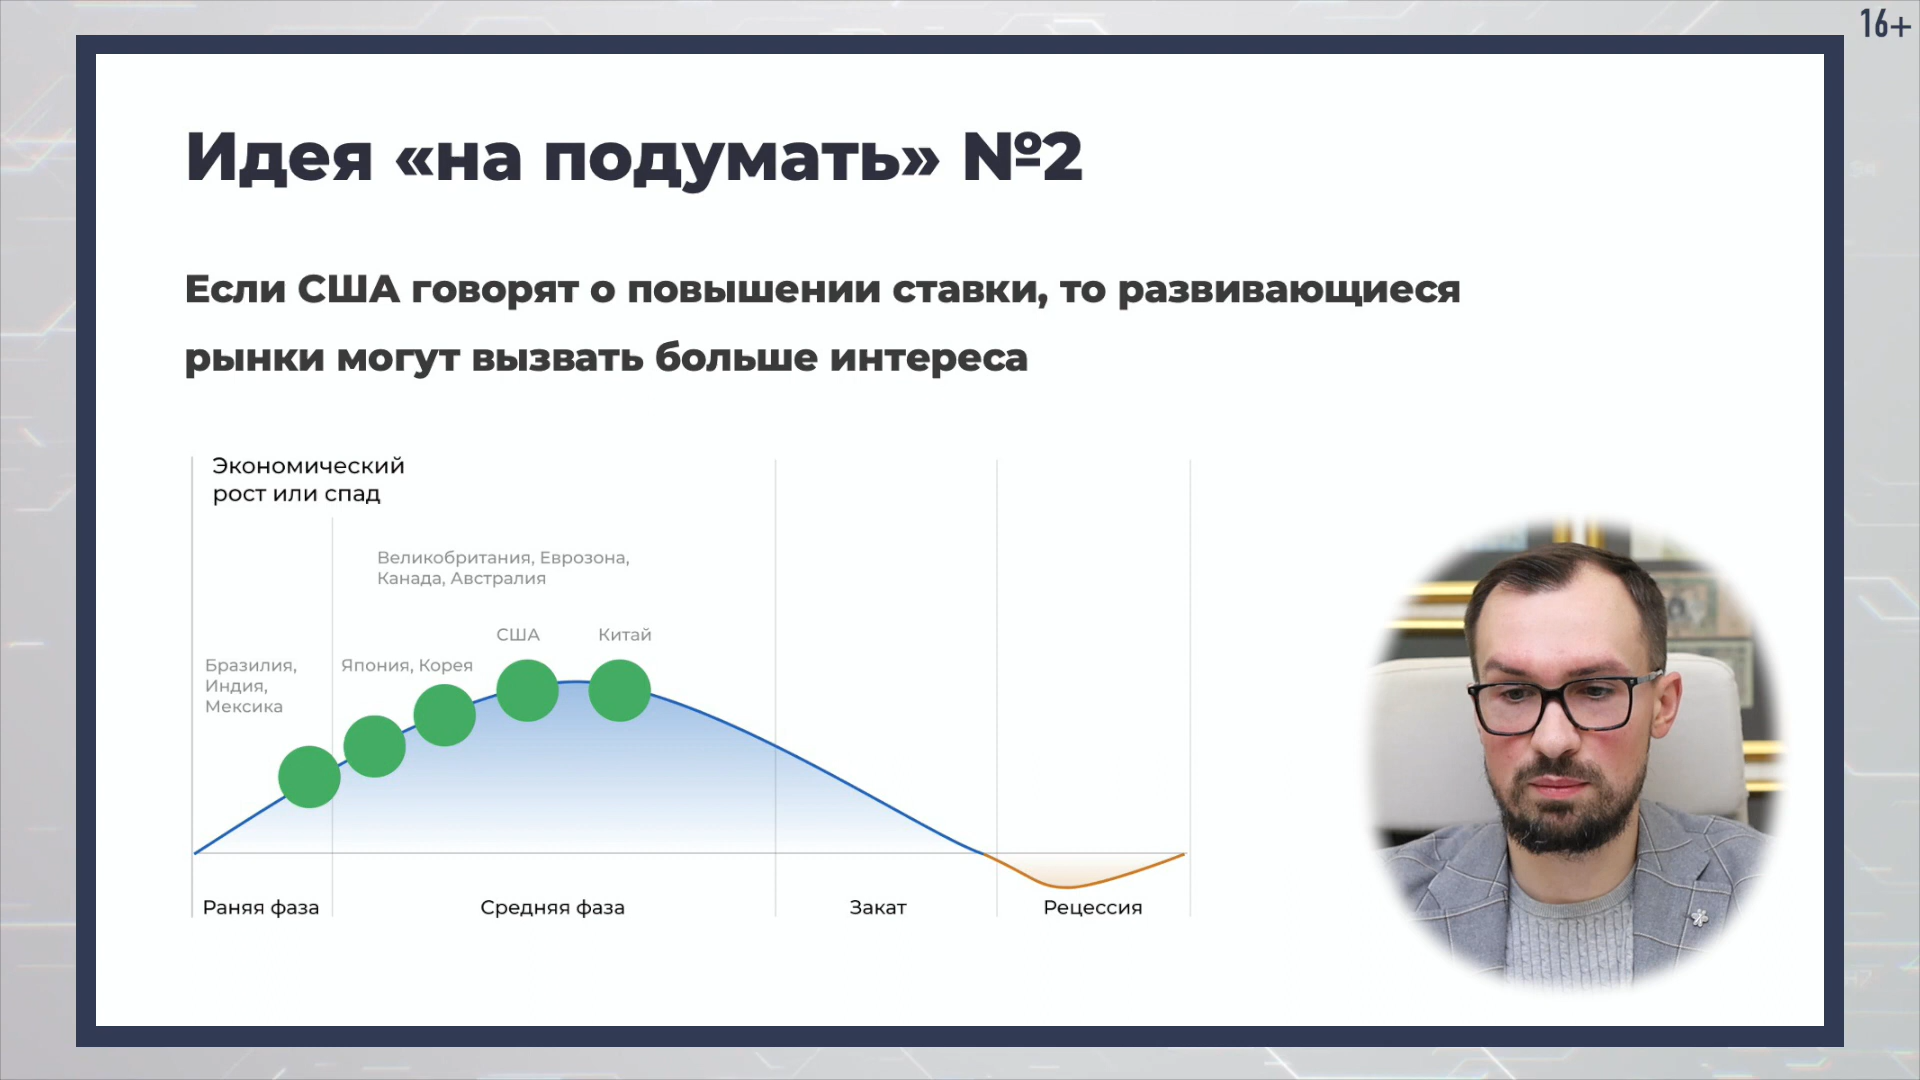 16+
Идея «на подумать» №2
Если США говорят о повышении ставки, то развивающиеся
рынки могут вызвать больше интереса
Экономический
рост или спад
Великобритания, Еврозона,
Канада, Австралия
США
Китай
Бразилия,
Индия,
Мексика
Япония, Корея
Раняя фаза
Средняя фаза
Закат
Рецессия